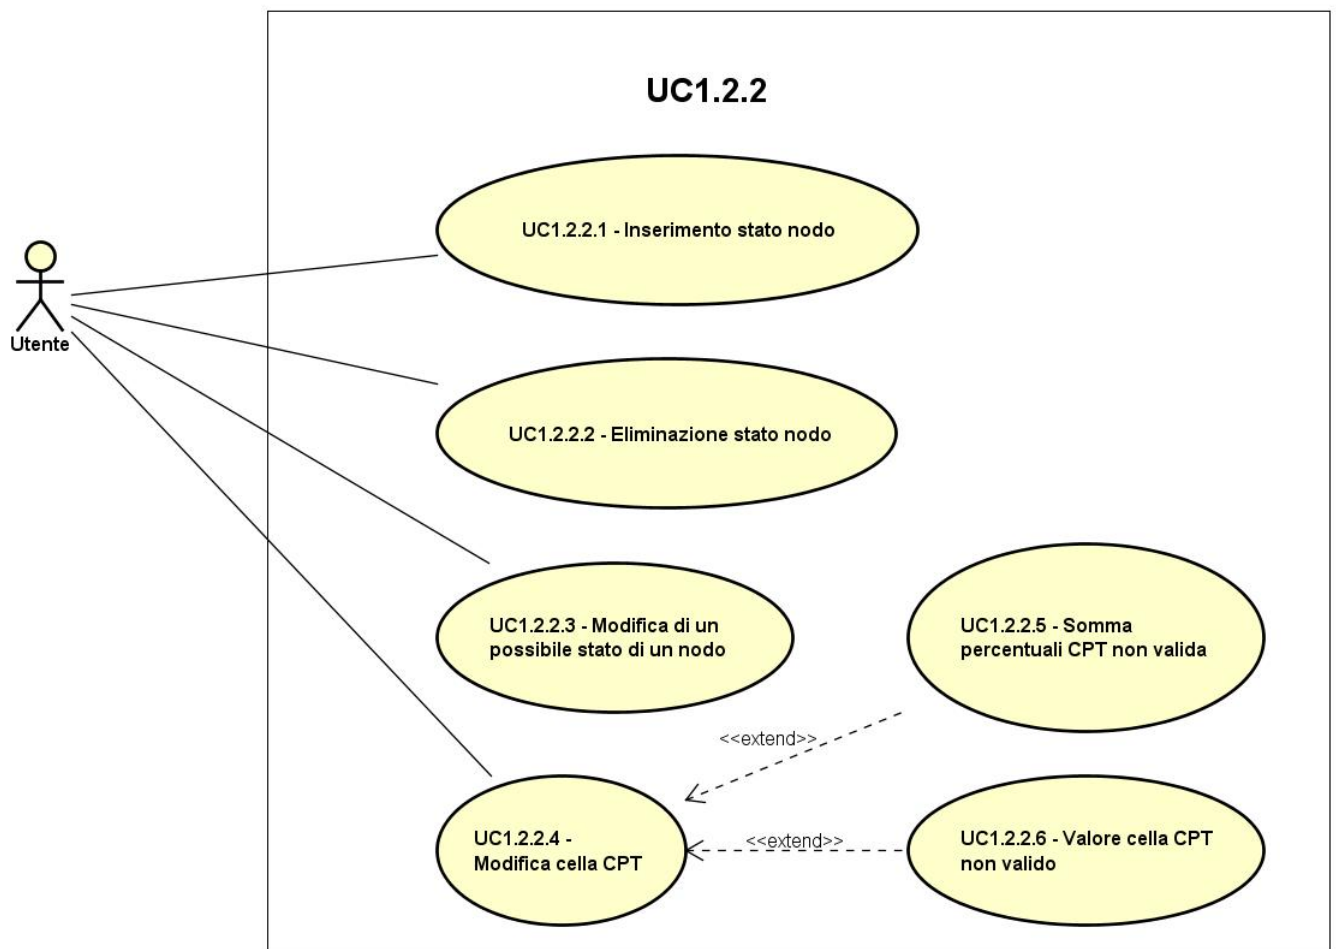 UC1.2.2
UC1.2.2.1 - Inserimento stato nodo
Utente
UC1.2.2.2 - Eliminazione stato nodo
UC1.2.2.3 - Modifica di un
possibile stato di un nodo
UC1.2.2.5 - Somma
percentuali CPT non valida
<<extend>>
UC1.2.2.4 -
Modifica cella CPT
<<extend>>
UC1.2.2.6 - Valore cella CPT
non valido